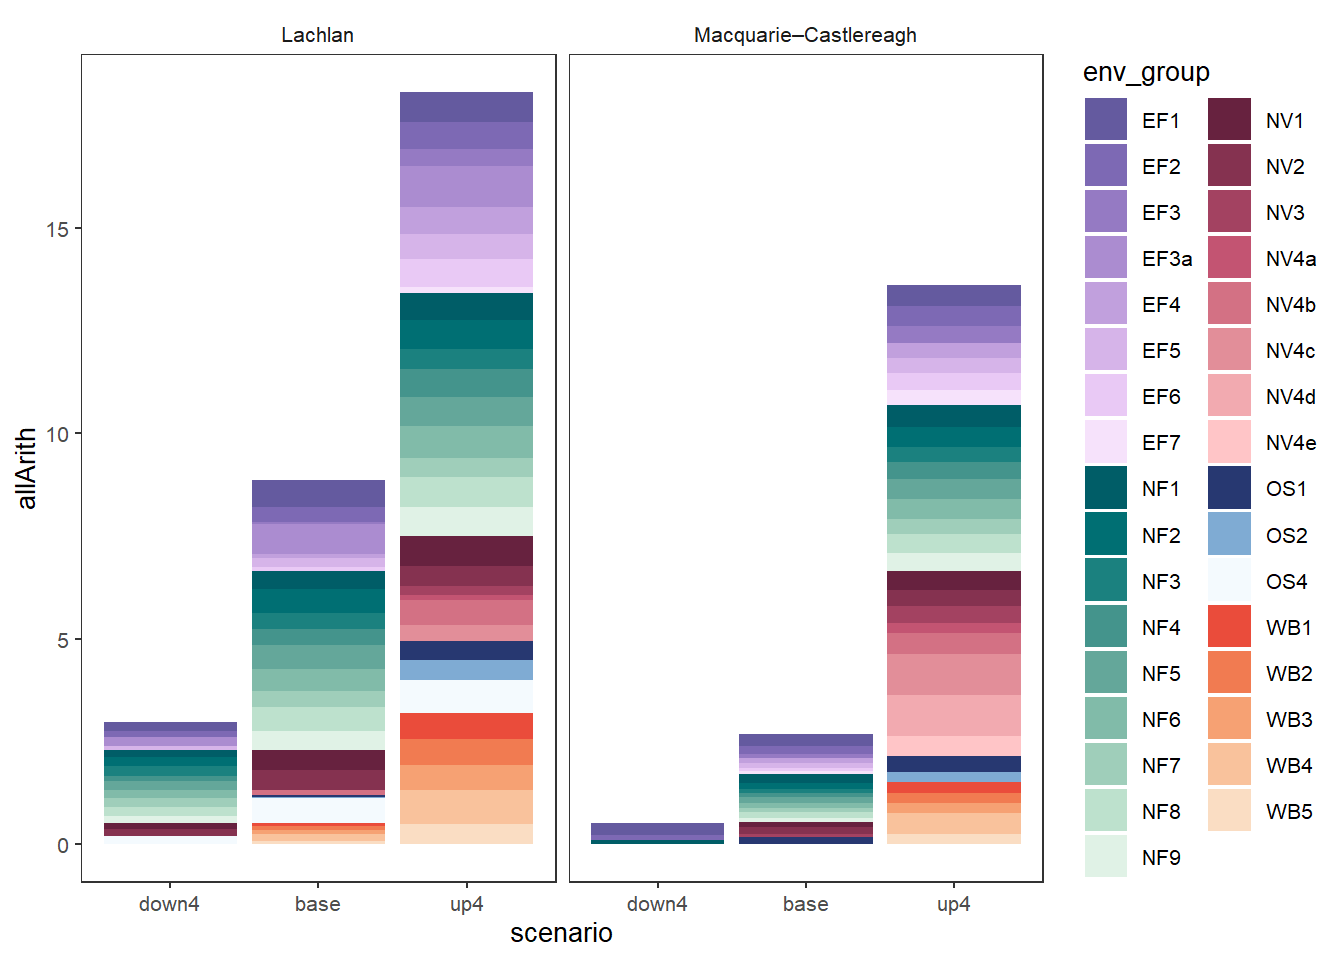 Lachlan
Macquarie–Castlereagh
allArith
15
10
5
0
down4
base
up4
down4
base
up4
scenario
env_group
EF1
EF2
EF3
EF3a
EF4
EF5
EF6
EF7
NF1
NF2
NF3
NF4
NF5
NF6
NF7
NF8
NF9
NV1
NV2
NV3
NV4a
NV4b
NV4c
NV4d
NV4e
OS1
OS2
OS4
WB1
WB2
WB3
WB4
WB5